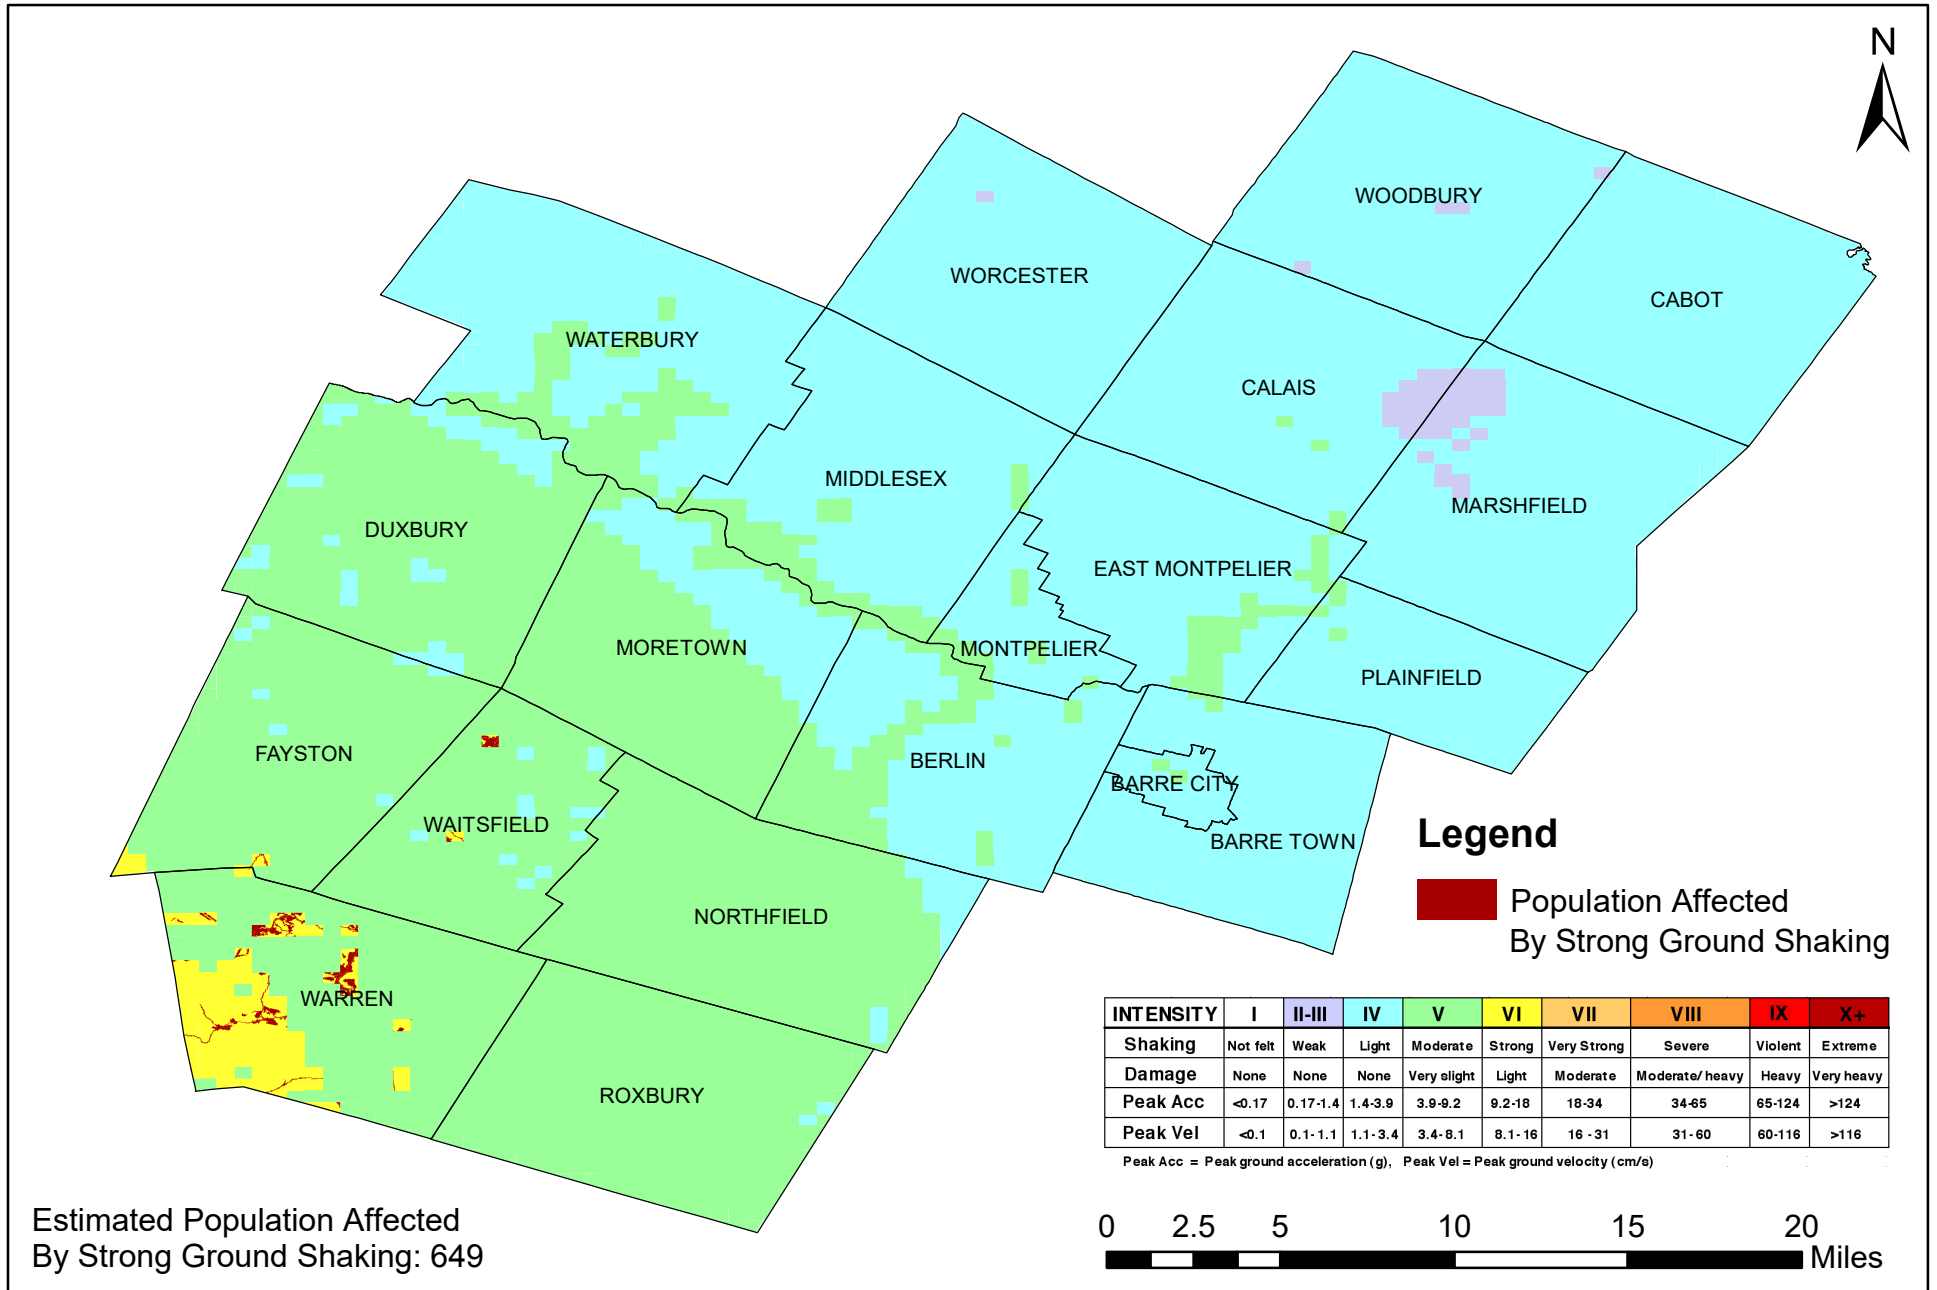 N
WOODBURY
WORCESTER
CABOT
WATERBURY
CALAIS
MIDDLESEX
MARSHFIELD
DUXBURY
EAST MONTPELIER
MORETOWN
MONTPELIER
PLAINFIELD
FAYSTON
BERLIN
BARRE CITY
WAITSFIELD
BARRE TOWN
NORTHFIELD
WARREN
ROXBURY
Legend
Population Affected
By Strong Ground Shaking
INTENSITY I II-III IV V VI VII VIII IX X+
Shaking Not felt Weak Light Moderate Strong Very Strong Severe Violent Extreme
Damage None None None Very slight Light Moderate Moderate/heavy Heavy Very heavy
Peak Acc <0.17 0.17-1.4 1.4-3.9 3.9-9.2 9.2-18 18-34 34-65 65-124 >124
Peak Vel <0.1 0.1-1.1 1.1-3.4 3.4-8.1 8.1-16 16-31 31-60 60-116 >116
Peak Acc = Peak ground acceleration (g), Peak Vel = Peak ground velocity (cm/s)
Estimated Population Affected
By Strong Ground Shaking: 649
0 2.5 5 10 15 20
Miles